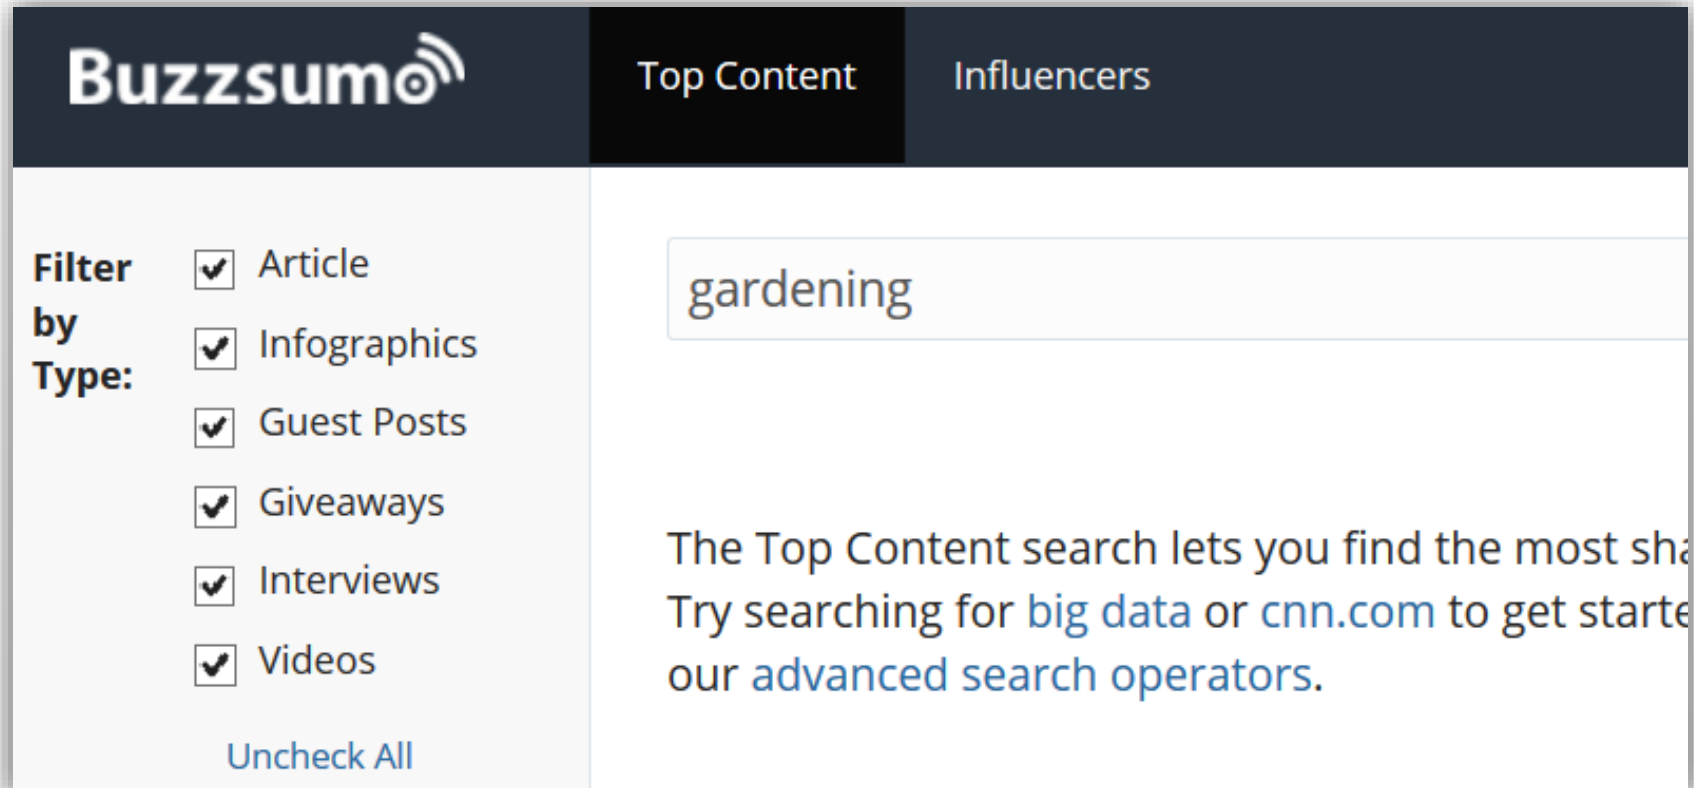 Buzzsumo
Top Content
Influencers
Filter
by
Type:
Article
Infographics
Guest Posts
Giveaways
Interviews
Videos
Uncheck All
gardening
The Top Content search lets you find the most sha
Try searching for big data or cnn.com to get starte
our advanced search operators.